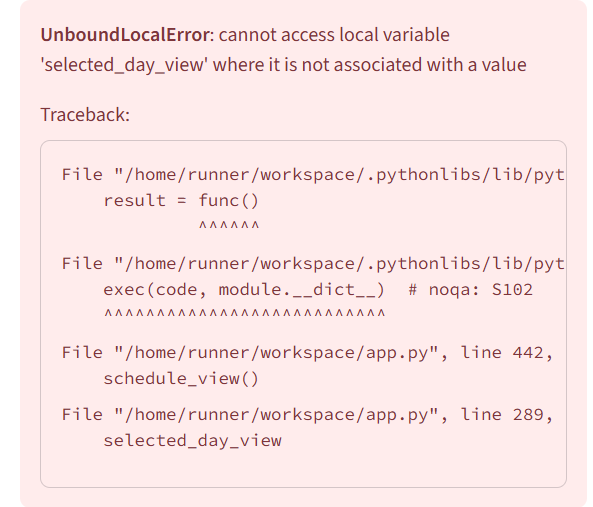 UnboundLocalError: cannot access local variable
'selected_day_view' where it is not associated with a value
Traceback:
File "/home/runner/workspace/.pythonlibs/lib/pyt
result = func()
^^^^^^
File "/home/runner/workspace/.pythonlibs/lib/pyt
exec(code, module.__dict__)  # noqa: S102
^^^^^^^^^^^^^^^^^^^^^^^^^^^
File "/home/runner/workspace/app.py", line 442,
schedule_view()
File "/home/runner/workspace/app.py", line 289,
selected_day_view